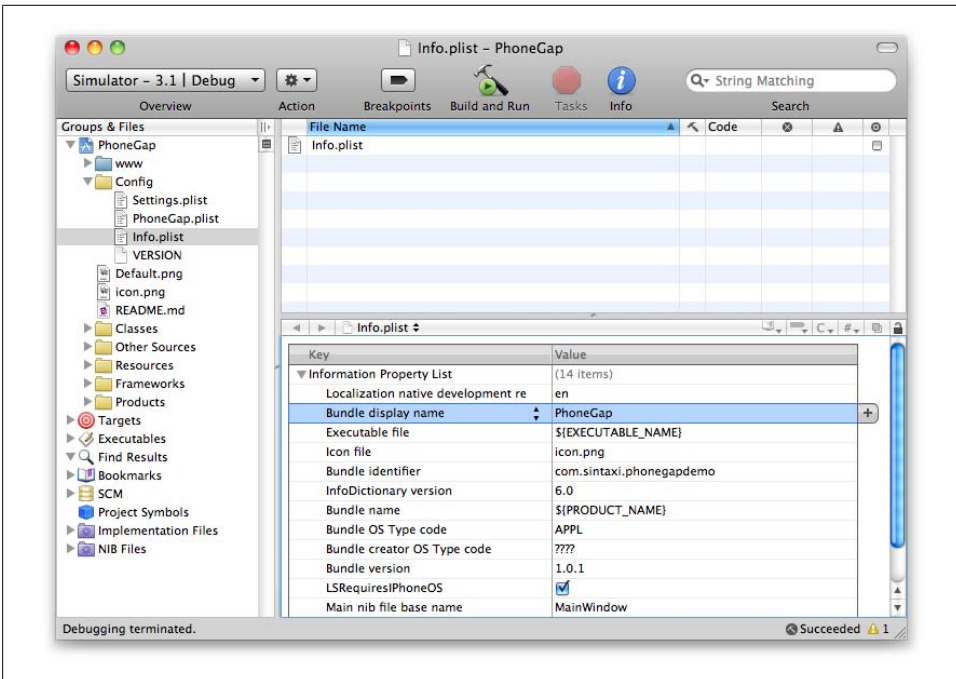 Info.plist – PhoneGap
Simulator – 3.1 | Debug
String Matching
Overview
Action
Breakpoints
Build and Run
Tasks
Info
Search
Groups & Files
PhoneGap
www
Config
Settings.plist
PhoneGap.plist
Info.plist
VERSION
Default.png
icon.png
README.md
Classes
Other Sources
Resources
Frameworks
Products
Targets
Executables
Find Results
Bookmarks
SCM
Project Symbols
Implementation Files
NIB Files
File Name
Code
Info.plist
Info.plist
C
#
Key
Value
Information Property List
(14 items)
Localization native development re
en
Bundle display name
PhoneGap
Executable file
${EXECUTABLE_NAME}
Icon file
icon.png
Bundle identifier
com.sintaxi.phonegapdemo
InfoDictionary version
6.0
Bundle name
${PRODUCT_NAME}
Bundle OS Type code
APPL
Bundle creator OS Type code
????
Bundle version
1.0.1
LSRequiresIPhoneOS
Main nib file base name
MainWindow
Debugging terminated.
Succeeded
1